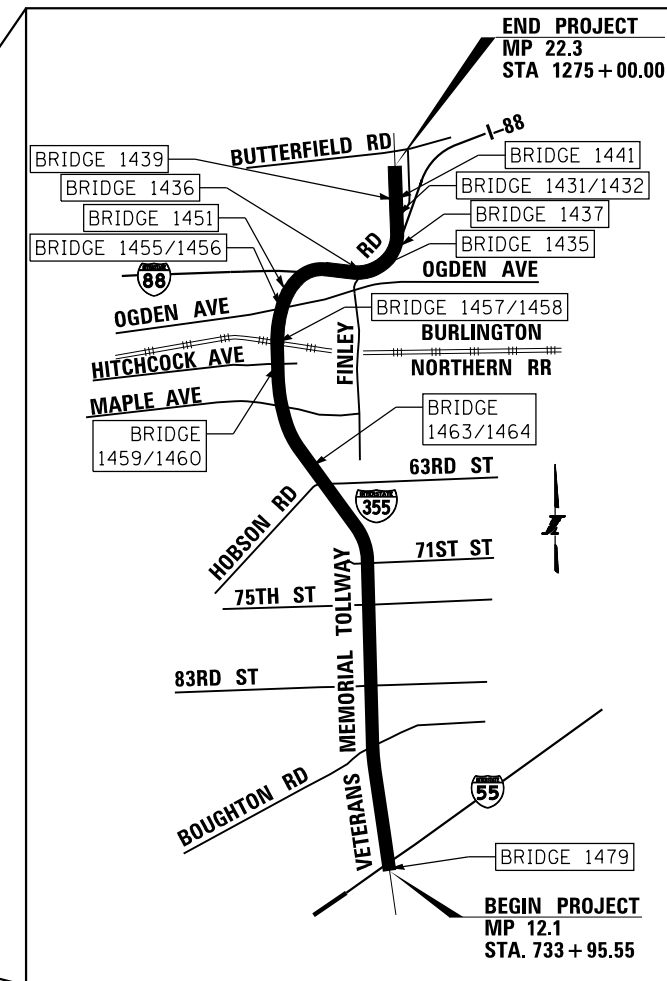 END PROJECT
MP 22.3
STA 1275+00.00
I-88
BUTTERFIELD RD
BRIDGE 1439
BRIDGE 1441
BRIDGE 1436
BRIDGE 1431/1432
BRIDGE 1451
BRIDGE 1437
BRIDGE 1455/1456
RD
BRIDGE 1435
88
OGDEN AVE
OGDEN AVE
BRIDGE 1457/1458
FINLEY
BURLINGTON
NORTHERN RR
HITCHCOCK AVE
MAPLE AVE
BRIDGE
1463/1464
BRIDGE
1459/1460
63RD ST
HOBSON RD
355
71ST ST
75TH ST
VETERANS MEMORIAL TOLLWAY
83RD ST
BOUGHTON RD
55
BRIDGE 1479
BEGIN PROJECT
MP 12.1
STA. 733+95.55